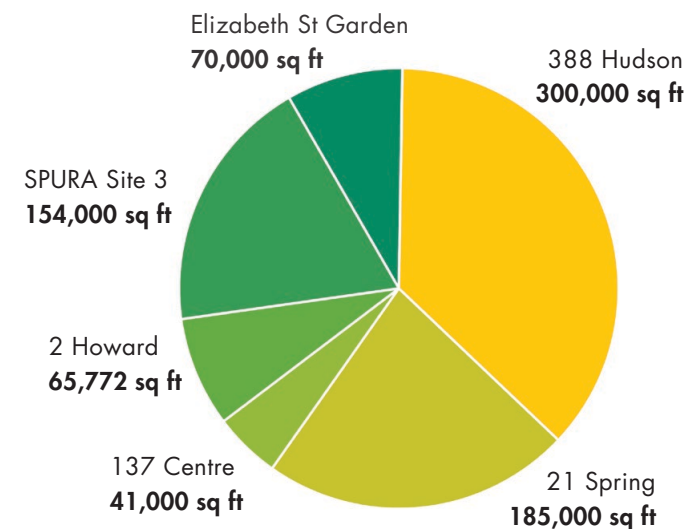 Elizabeth St Garden
70,000 sq ft
388 Hudson
300,000 sq ft
SPURA Site 3
154,000 sq ft
2 Howard
65,772 sq ft
137 Centre
41,000 sq ft
21 Spring
185,000 sq ft